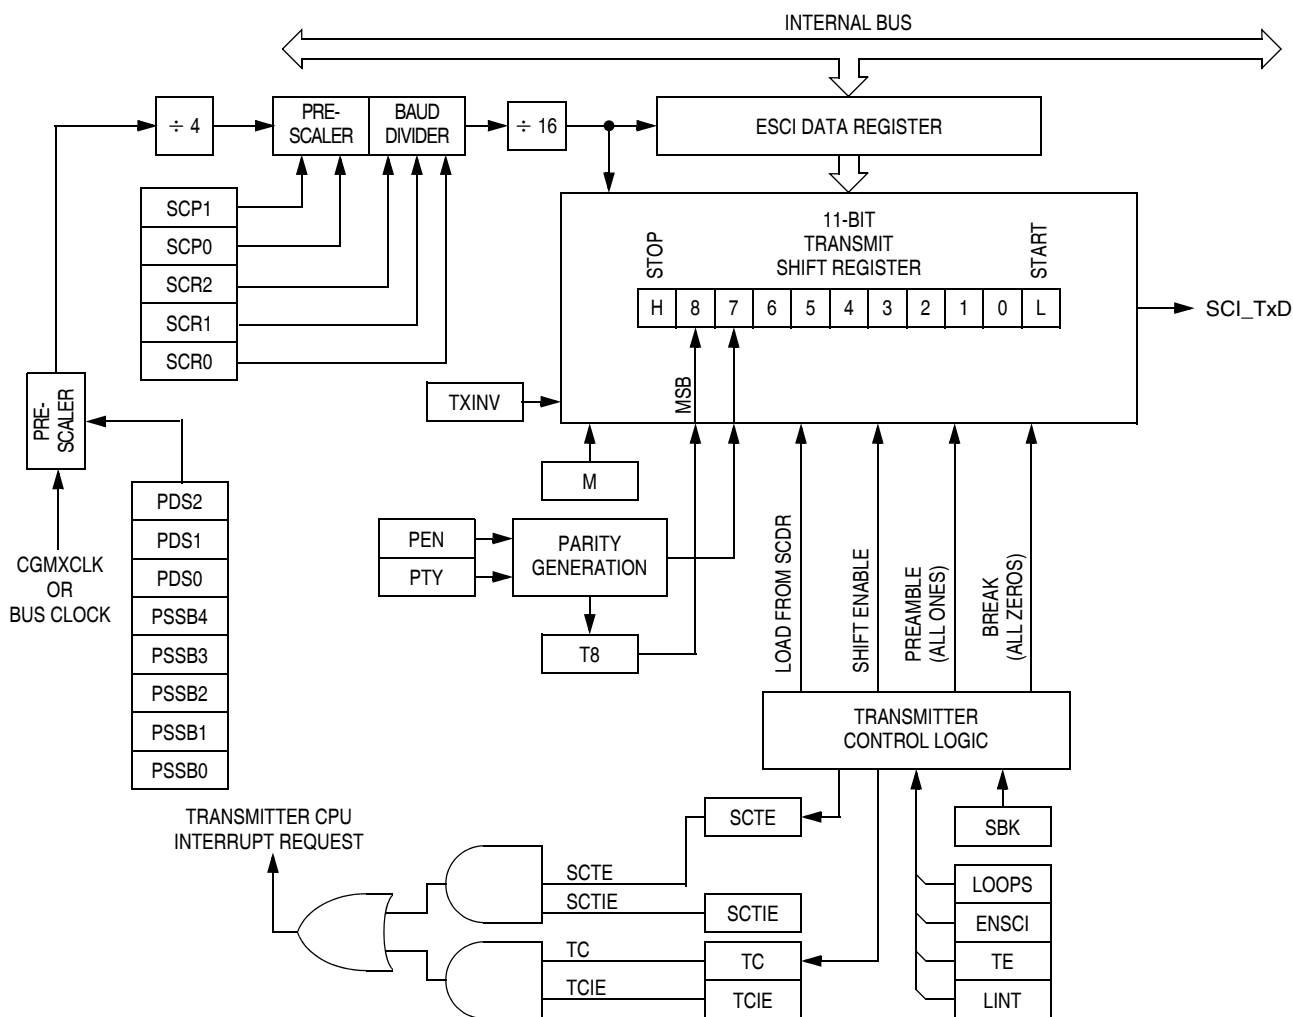 INTERNAL BUS
÷ 4
PRE-
SCALER
BAUD
DIVIDER
÷ 16
ESCI DATA REGISTER
SCP1
SCP0
SCR2
SCR1
SCR0
11-BIT
TRANSMIT
SHIFT REGISTER
STOP
START
H 8 7 6 5 4 3 2 1 0 L
SCI_TxD
MSB
TXINV
M
PRE-
SCALER
CGMXCLK
OR
BUS CLOCK
PDS2
PDS1
PDS0
PSSB4
PSSB3
PSSB2
PSSB1
PSSB0
PEN
PTY
PARITY
GENERATION
T8
LOAD FROM SCDR
SHIFT ENABLE
PREAMBLE
(ALL ONES)
BREAK
(ALL ZEROS)
TRANSMITTER
CONTROL LOGIC
TRANSMITTER CPU
INTERRUPT REQUEST
SCTE
SBK
SCTE
SCTIE
SCTIE
TC
TC
TCIE
TCIE
LOOPS
ENSCI
TE
LINT